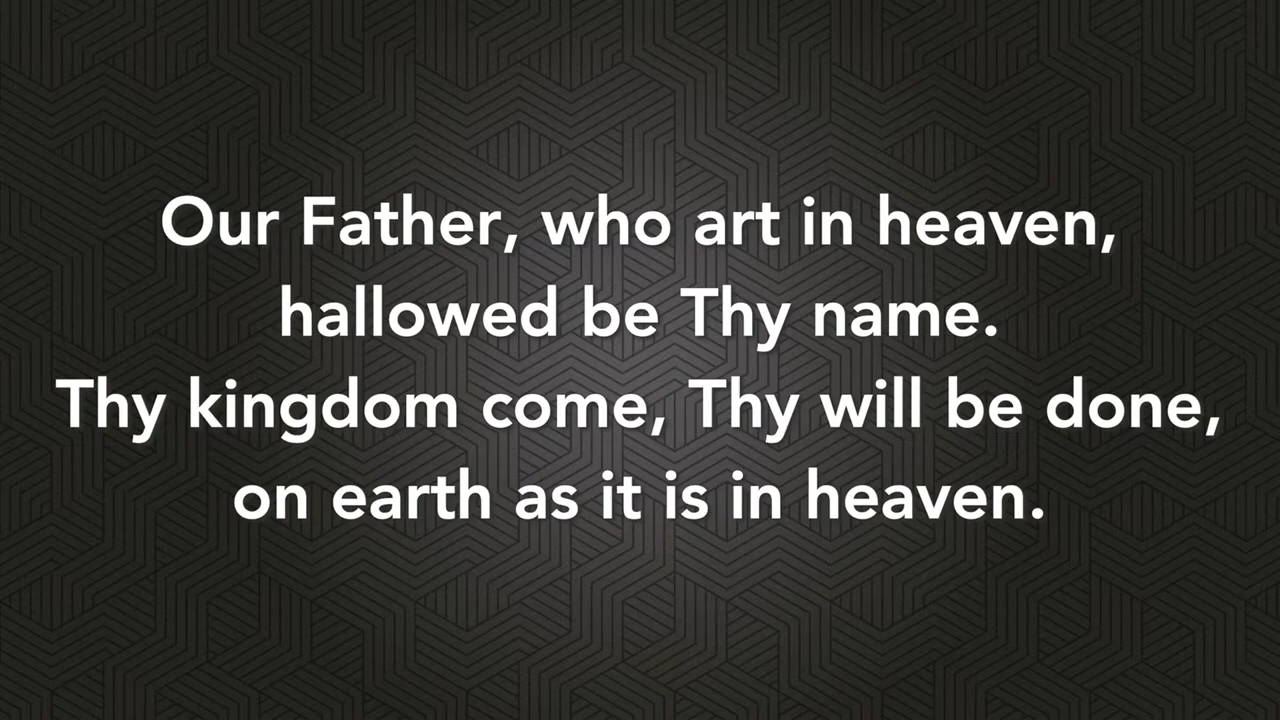 Our Father, who art in heaven,
hallowed be Thy name.
Thy kingdom come, Thy will be done,
on earth as it is in heaven.